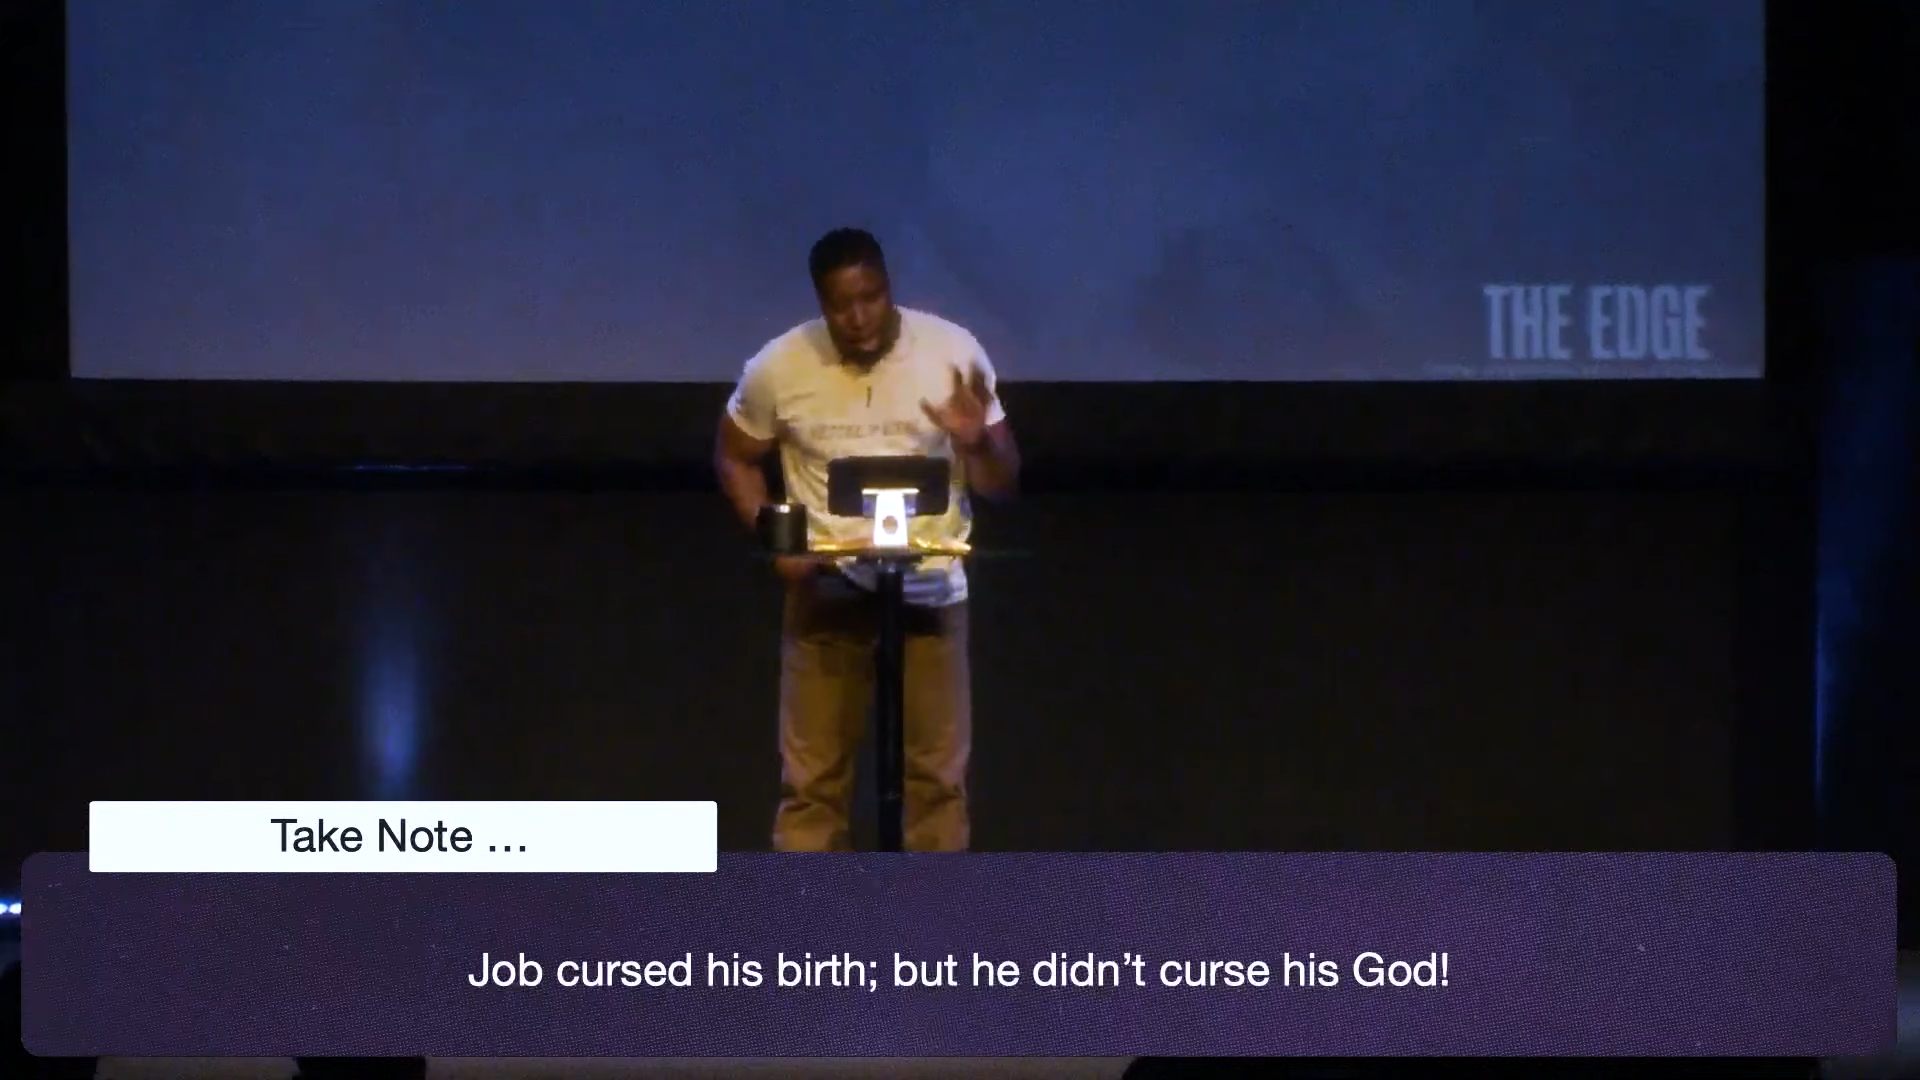 THE EDGE
Take Note …
Job cursed his birth; but he didn’t curse his God!